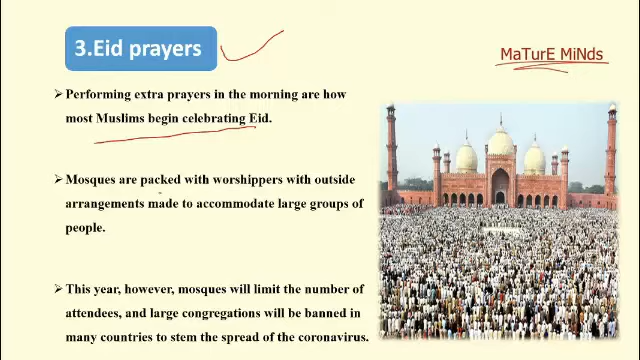 3.Eid prayers
MaTurE MiNds
➢ Performing extra prayers in the morning are how
most Muslims begin celebrating Eid.
➢ Mosques are packed with worshippers with outside
arrangements made to accommodate large groups of
people.
➢ This year, however, mosques will limit the number of
attendees, and large congregations will be banned in
many countries to stem the spread of the coronavirus.